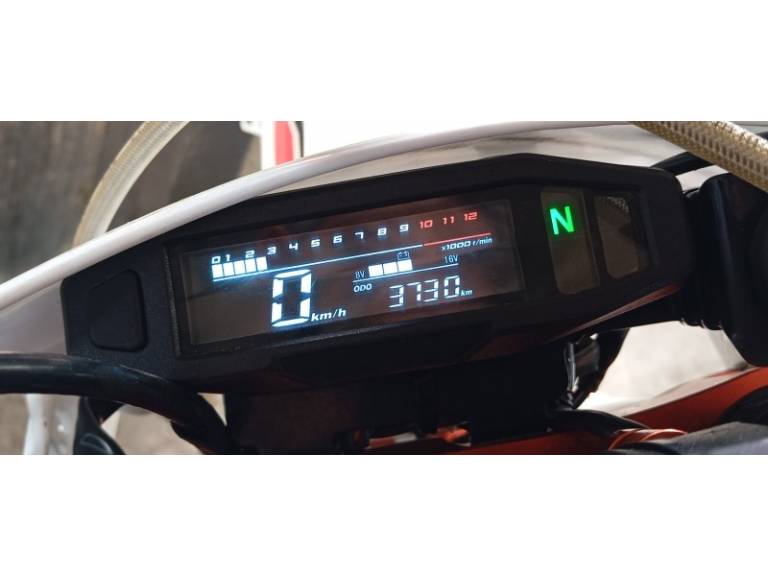 0 1 2 3 4 5 6 7 8 9 10 11 12
x1000 r/min
N
8V 16V
0 km/h
ODO 3730 km